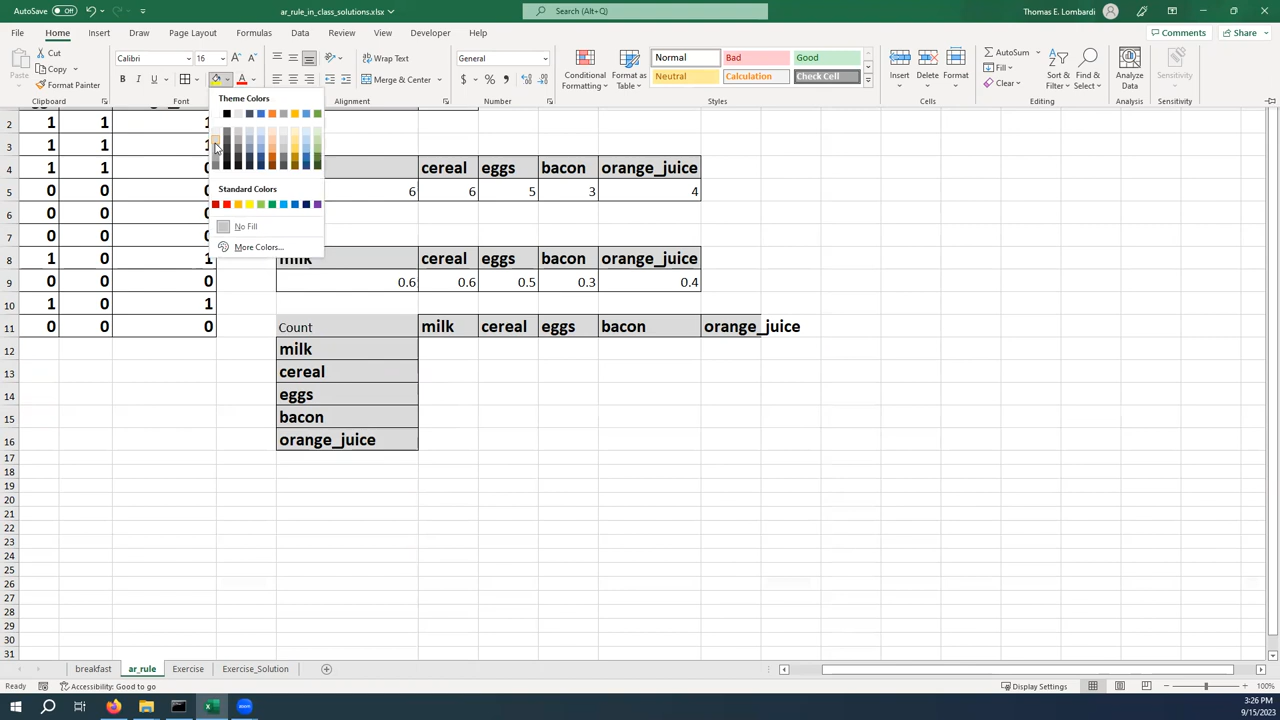 AutoSave Off ar_rule_in_class_solutions.xlsx Search (Alt+Q) Thomas E. Lombardi
File Home Insert Draw Page Layout Formulas Data Review View Developer Help Comments Share
Cut Calibri 16 Wrap Text General Normal Bad Good AutoSum
Copy Conditional Format as Insert Delete Format Fill Sort & Find & Analyze Sensitivity
Paste Format Painter B I U A Merge & Center $ % Formatting Table Neutral Calculation Check Cell Clear Filter Select Data
Clipboard Font Alignment Number Styles Cells Editing Analysis Sensitivity
Theme Colors
Standard Colors
No Fill
More Colors...
2 1 1
3 1 1
4 1 1 0 cereal eggs bacon orange_juice
5 0 0 0 6 6 5 3 4
6 0 0 0
7 0 0 0
8 1 0 1 milk cereal eggs bacon orange_juice
9 0 0 0 0.6 0.6 0.5 0.3 0.4
10 1 0 1
11 0 0 0 Count milk cereal eggs bacon orange_juice
12 milk
13 cereal
14 eggs
15 bacon
16 orange_juice
17
18
19
20
21
22
23
24
25
26
27
28
29
30
31
breakfast ar_rule Exercise Exercise_Solution
Ready Accessibility: Good to go Display Settings 100%
3:26 PM
9/15/2023